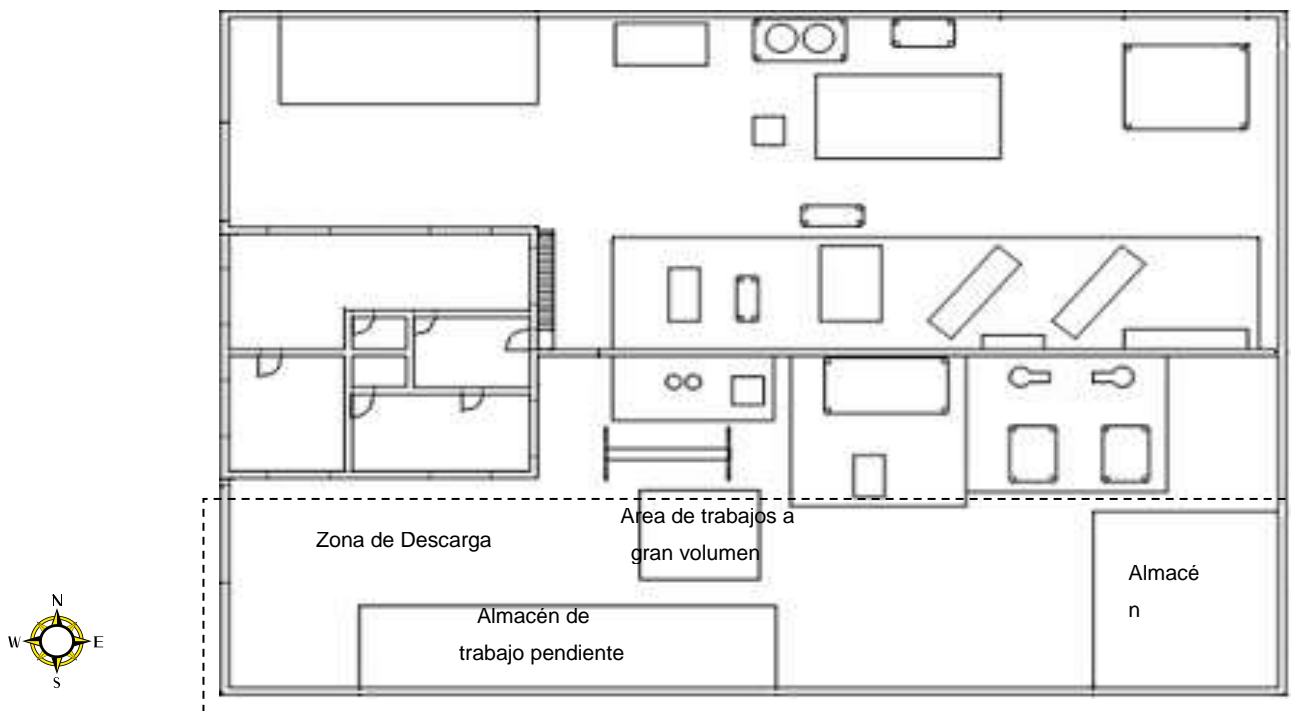 Zona de Descarga
Area de trabajos a
gran volumen
Almacé
n
Almacén de
trabajo pendiente
N
W
E
S